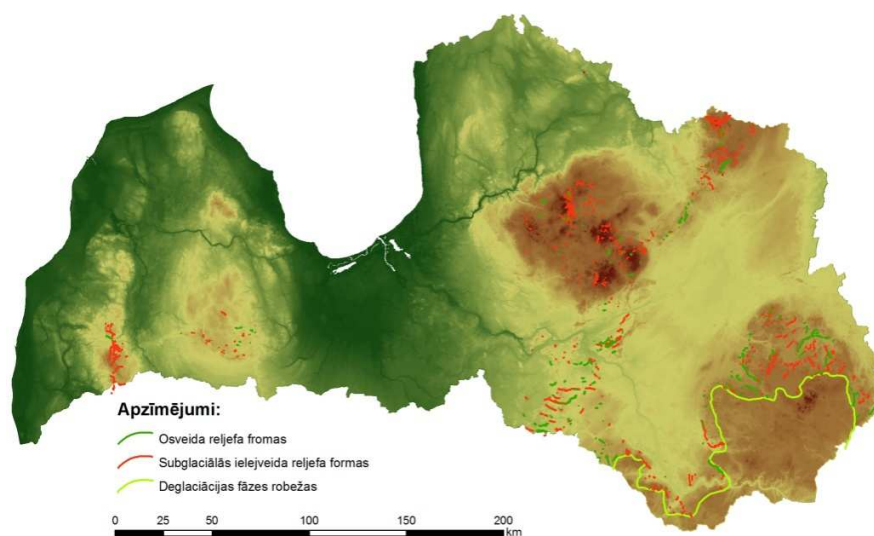 Apzīmējumi:
Osveida reljefa fromas
Subglaciālās ielejveida reljefa formas
Deglaciācijas fāzes robežas
0 25 50 100 150 200
km